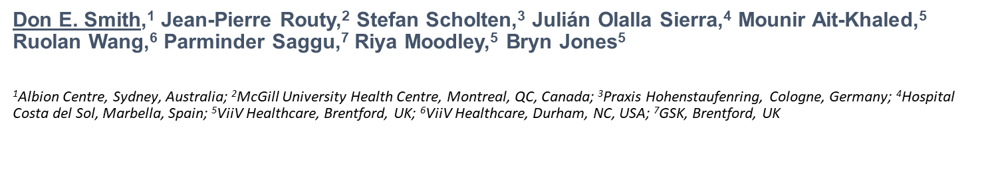 Don E. Smith,¹ Jean-Pierre Routy,² Stefan Scholten,³ Julián Olalla Sierra,⁴ Mounir Ait-Khaled,⁵
Ruolan Wang,⁶ Parminder Saggu,⁷ Riya Moodley,⁵ Bryn Jones⁵
¹Albion Centre, Sydney, Australia; ²McGill University Health Centre, Montreal, QC, Canada; ³Praxis Hohenstaufenring, Cologne, Germany; ⁴Hospital
Costa del Sol, Marbella, Spain; ⁵ViiV Healthcare, Brentford, UK; ⁶ViiV Healthcare, Durham, NC, USA; ⁷GSK, Brentford, UK